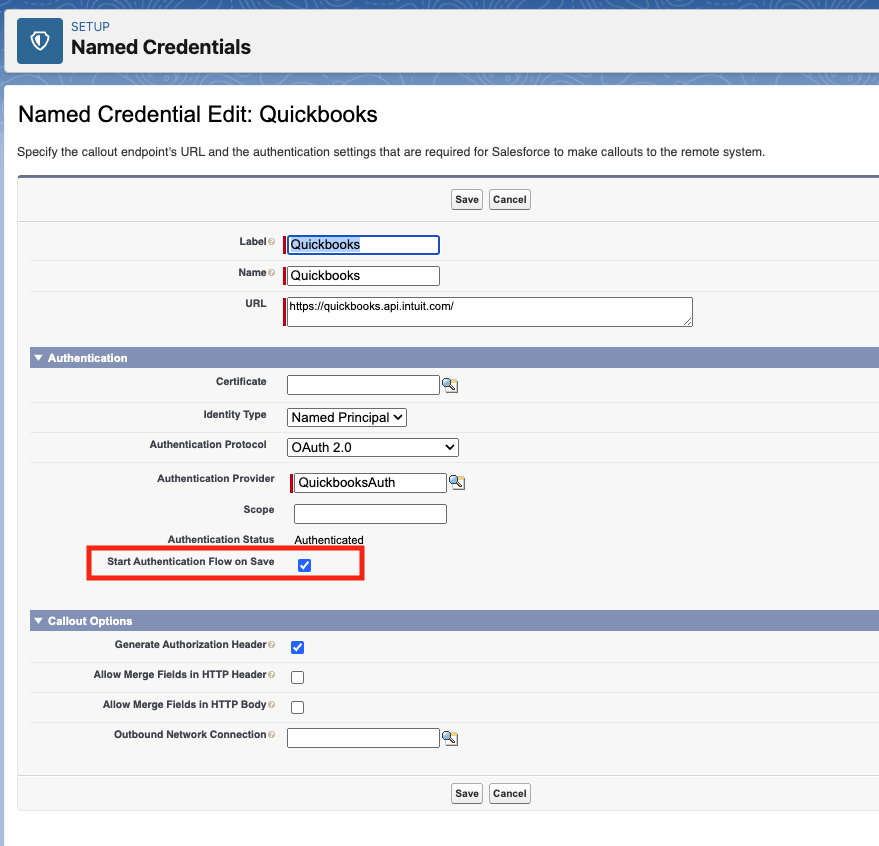 SETUP
Named Credentials
Named Credential Edit: Quickbooks
Specify the callout endpoint's URL and the authentication settings that are required for Salesforce to make callouts to the remote system.
Save Cancel
Label Quickbooks
Name Quickbooks
URL https://quickbooks.api.intuit.com/
Authentication
Certificate
Identity Type Named Principal
Authentication Protocol OAuth 2.0
Authentication Provider QuickbooksAuth
Scope
Authentication Status Authenticated
Start Authentication Flow on Save
Callout Options
Generate Authorization Header
Allow Merge Fields in HTTP Header
Allow Merge Fields in HTTP Body
Outbound Network Connection
Save Cancel